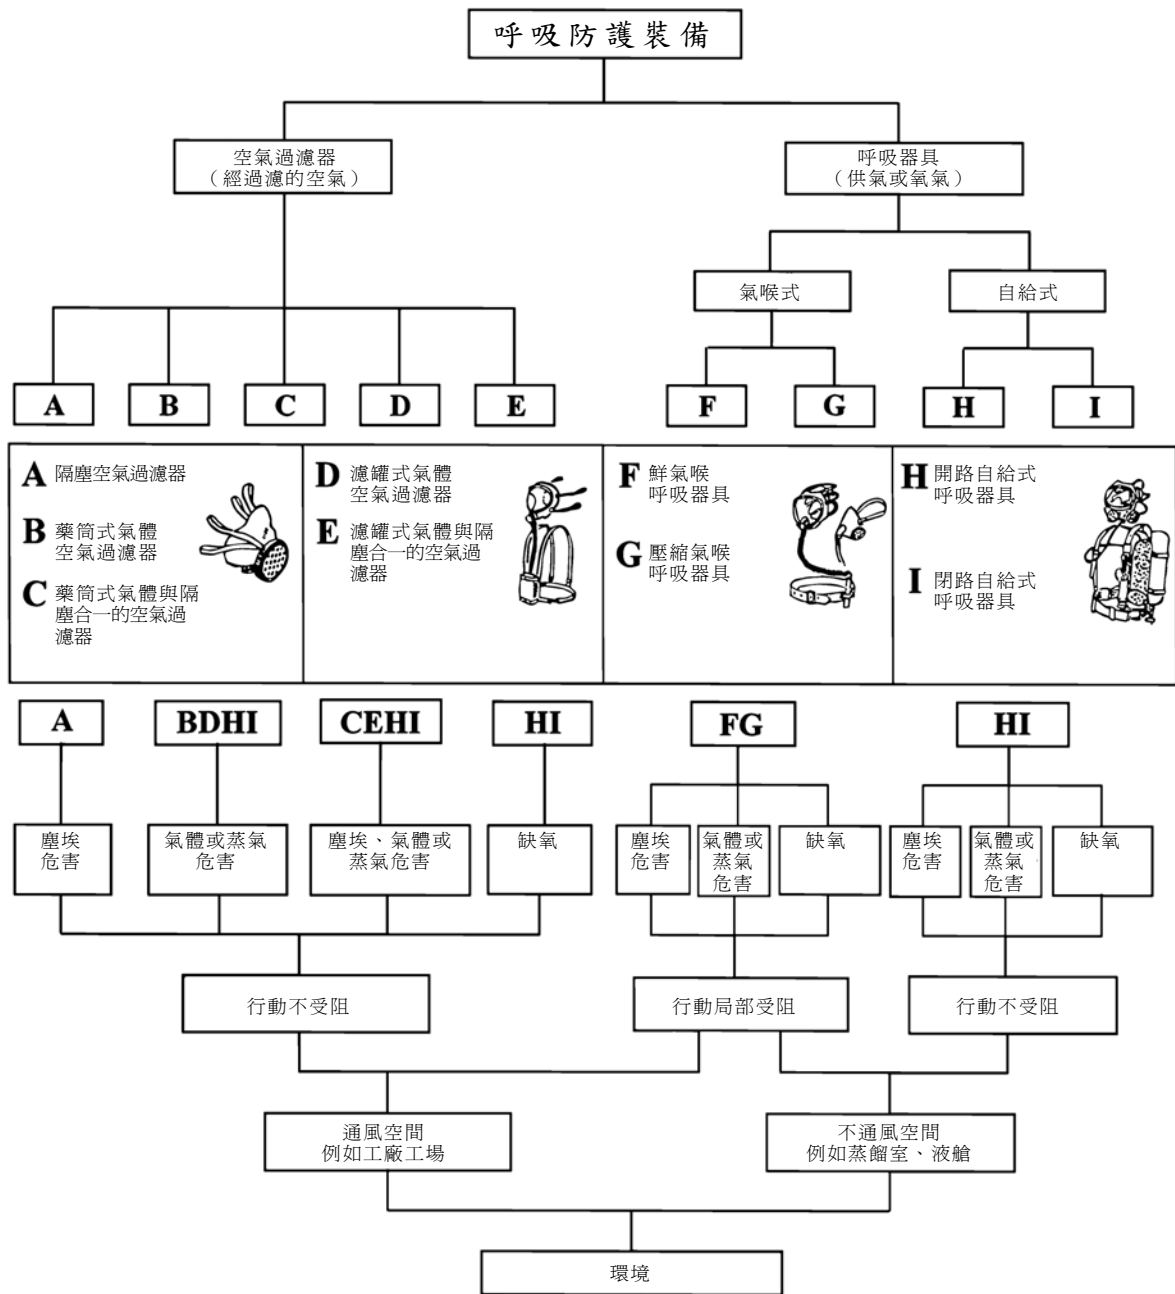 呼吸防護裝備
空氣過濾器
（經過濾的空氣）
呼吸器具
（供氣或氧氣）
氣喉式
自給式
A
B
C
D
E
F
G
H
I
A 隔塵空氣過濾器
B 藥筒式氣體
空氣過濾器
C 藥筒式氣體與隔
塵合一的空氣過
濾器
D 濾罐式氣體
空氣過濾器
E 濾罐式氣體與隔
塵合一的空氣過
濾器
F 鮮氣喉
呼吸器具
G 壓縮氣喉
呼吸器具
H 開路自給式
呼吸器具
I 閉路自給式
呼吸器具
A
BDHI
CEHI
HI
FG
HI
塵埃
危害
氣體或蒸氣
危害
塵埃、氣體或
蒸氣危害
缺氧
塵埃
危害
氣體或
蒸氣
危害
缺氧
塵埃
危害
氣體或
蒸氣
危害
缺氧
行動不受阻
行動局部受阻
行動不受阻
通風空間
例如工廠工場
不通風空間
例如蒸餾室、液艙
環境